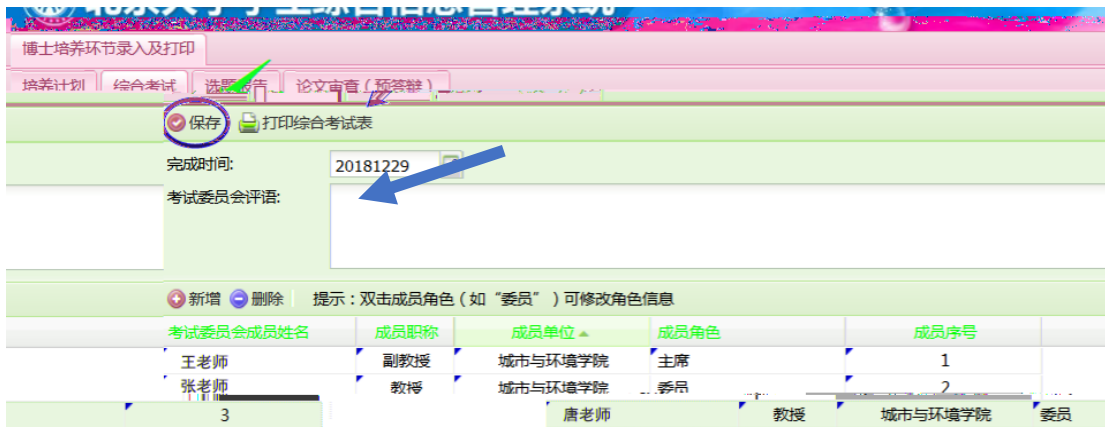 博士培养环节录入及打印
培养计划 综合考试 选题报告 论文审查(预答辩)
保存 打印综合考试表
完成时间: 20181229
考试委员会评语:
新增 删除 提示:双击成员角色(如“委员”)可修改角色信息
考试委员会成员姓名 成员职称 成员单位 成员角色 成员序号
王老师 副教授 城市与环境学院 主席 1
张老师 教授 城市与环境学院 委员 2
3 唐老师 教授 城市与环境学院 委员